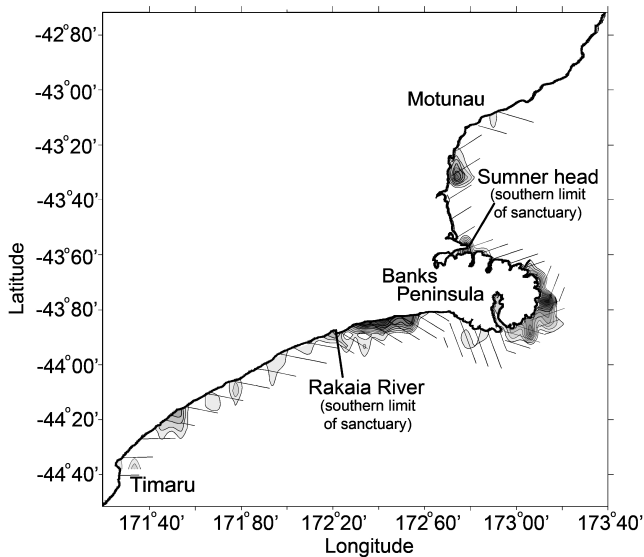 -42°80'
-43°00'
-43°20'
-43°40'
-43°60'
-43°80'
-44°00'
-44°20'
-44°40'
Latitude
Motunau
Sumner head
(southern limit
of sanctuary)
Banks
Peninsula
Rakaia River
(southern limit
of sanctuary)
Timaru
171°40' 171°80' 172°20' 172°60' 173°00' 173°40'
Longitude